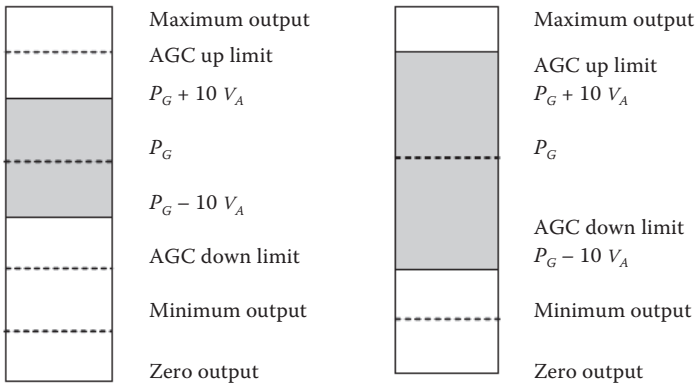 Maximum output
AGC up limit
P_G + 10 V_A
P_G
P_G – 10 V_A
AGC down limit
Minimum output
Zero output
Maximum output
AGC up limit
P_G + 10 V_A
P_G
AGC down limit
P_G – 10 V_A
Minimum output
Zero output